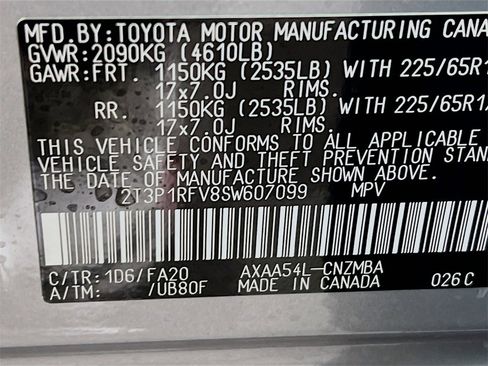 MFD.BY: TOYOTA MOTOR MANUFACTURING CANA
GVWR: 2090KG (4610LB)
GAWR: FRT. 1150KG (2535LB) WITH 225/65R1
17x7.0J RIMS.
RR. 1150KG (2535LB) WITH 225/65R1
17x7.0J RIMS.
THIS VEHICLE CONFORMS TO ALL APPLICABLE
VEHICLE SAFETY AND THEFT PREVENTION STAN
THE DATE OF MANUFACTURE SHOWN ABOVE.
2T3P1RFV8SW607099 MPV
C/TR: 1D6/FA20 AXAA54L-CNZMBA
A/TM: /UB80F MADE IN CANADA 026C